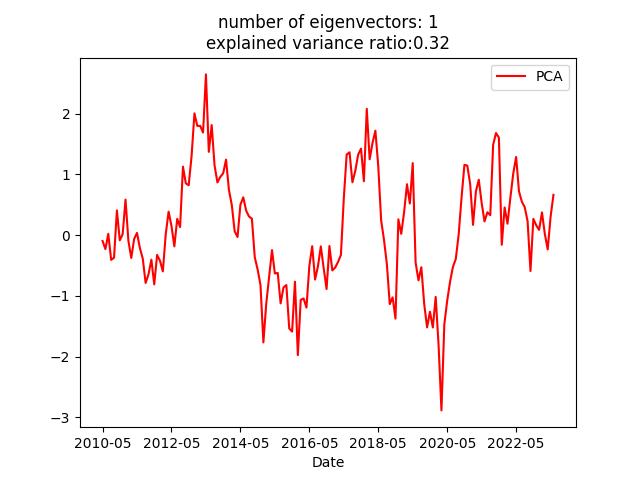 number of eigenvectors: 1
explained variance ratio:0.32
PCA
2
1
0
−1
−2
−3
2010-05 2012-05 2014-05 2016-05 2018-05 2020-05 2022-05
Date